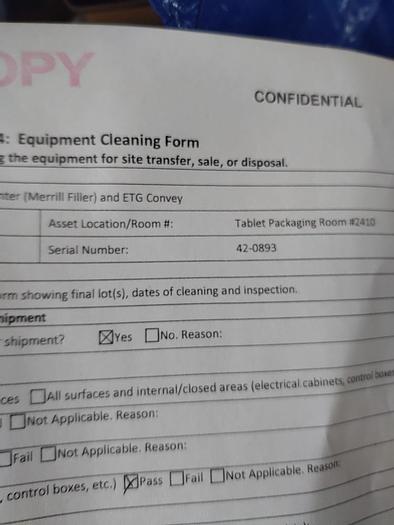 OPY
CONFIDENTIAL
4: Equipment Cleaning Form
g the equipment for site transfer, sale, or disposal.
nter (Merrill Filler) and ETG Convey
Asset Location/Room #: Tablet Packaging Room #2410
Serial Number: 42-0893
orm showing final lot(s), dates of cleaning and inspection.
hipment
shipment? ☒Yes ☐No. Reason:
ces ☐All surfaces and internal/closed areas (electrical cabinets, control boxes
☐Not Applicable. Reason:
☐Fail ☐Not Applicable. Reason:
, control boxes, etc.) ☒Pass ☐Fail ☐Not Applicable. Reason: